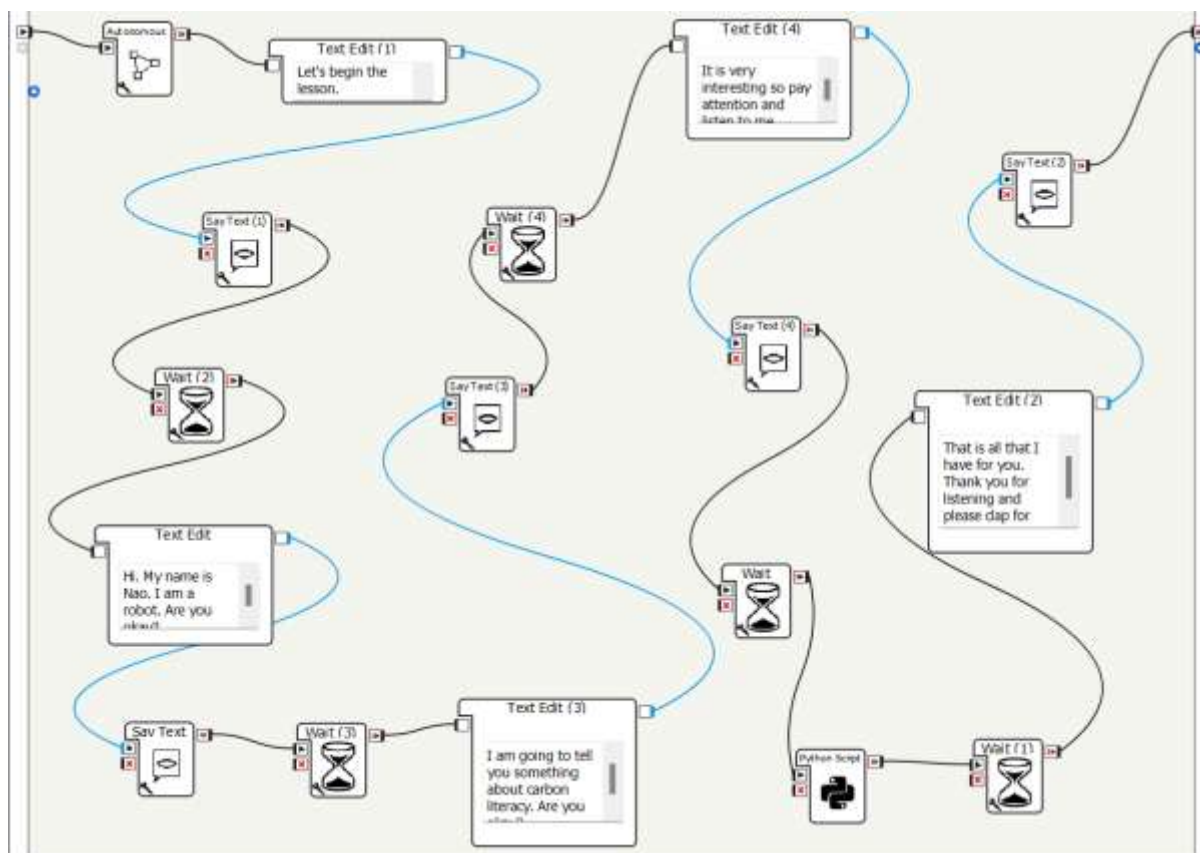 Autonomous
Text Edit (1)
Let's begin the
lesson.
Say Text (1)
Wait (2)
Text Edit
Hi. My name is
Nao. I am a
robot. Are you
okay?
Say Text
Wait (3)
Text Edit (3)
I am going to tell
you something
about carbon
literacy. Are you
Say Text (3)
Wait (4)
Text Edit (4)
It is very
interesting so pay
attention and
listen to me
Say Text (4)
Wait
Python Script
Wait (1)
Text Edit (2)
That is all that I
have for you.
Thank you for
listening and
please clap for
Say Text (2)